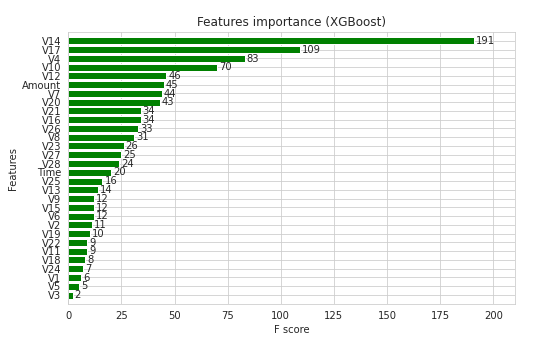 Features importance (XGBoost)
Features
V14 191
V17 109
V4 83
V10 70
V12 46
Amount 45
V7 44
V20 43
V21 34
V16 34
V26 33
V8 31
V23 26
V27 25
V28 24
Time 20
V25 16
V13 14
V9 12
V15 12
V6 12
V2 11
V19 10
V22 9
V11 9
V18 8
V24 7
V1 6
V5 5
V3 2
0 25 50 75 100 125 150 175 200
F score